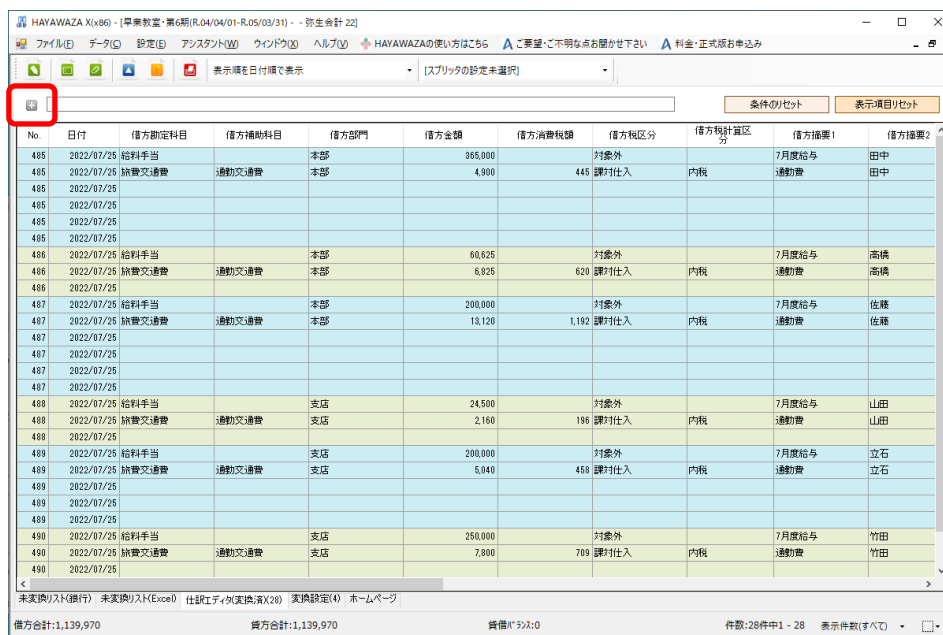 HAYAWAZA X(x86) - [早業教室・第6期(R.04/04/01-R.05/03/31) - - 弥生会計 22]
ファイル(F) データ(C) 設定(E) アシスタント(W) ウィンドウ(X) ヘルプ(V) HAYAWAZAの使い方はこちら ご要望・ご不明な点お聞かせ下さい 料金・正式版お申込み
表示順を日付順で表示 [スプリッタの設定未選択]
条件のリセット 表示項目リセット
No. 日付 借方勘定科目 借方補助科目 借方部門 借方金額 借方消費税額 借方税区分 借方税計算区分 借方摘要1 借方摘要2
485 2022/07/25 給料手当 本部 365,000 対象外 7月度給与 田中
485 2022/07/25 旅費交通費 通勤交通費 本部 4,900 445 課対仕入 内税 通勤費 田中
485 2022/07/25
485 2022/07/25
485 2022/07/25
485 2022/07/25
486 2022/07/25 給料手当 本部 60,625 対象外 7月度給与 高橋
486 2022/07/25 旅費交通費 通勤交通費 本部 6,825 620 課対仕入 内税 通勤費 高橋
486 2022/07/25
487 2022/07/25 給料手当 本部 200,000 対象外 7月度給与 佐藤
487 2022/07/25 旅費交通費 通勤交通費 本部 13,120 1,192 課対仕入 内税 通勤費 佐藤
487 2022/07/25
487 2022/07/25
487 2022/07/25
487 2022/07/25
488 2022/07/25 給料手当 支店 24,500 対象外 7月度給与 山田
488 2022/07/25 旅費交通費 通勤交通費 支店 2,160 196 課対仕入 内税 通勤費 山田
488 2022/07/25
489 2022/07/25 給料手当 支店 200,000 対象外 7月度給与 立石
489 2022/07/25 旅費交通費 通勤交通費 支店 5,040 458 課対仕入 内税 通勤費 立石
489 2022/07/25
489 2022/07/25
489 2022/07/25
490 2022/07/25 給料手当 支店 250,000 対象外 7月度給与 竹田
490 2022/07/25 旅費交通費 通勤交通費 支店 7,800 709 課対仕入 内税 通勤費 竹田
490 2022/07/25
未変換リスト(銀行) 未変換リスト(Excel) 仕訳エディタ(変換済)(28) 変換設定(4) ホームページ
借方合計:1,139,970 貸方合計:1,139,970 貸借バランス:0 件数:28件中1 - 28 表示件数(すべて)